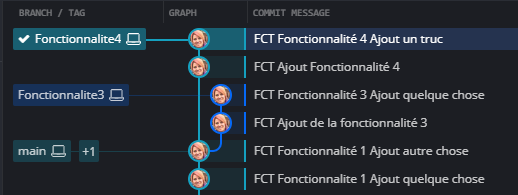 BRANCH / TAG GRAPH COMMIT MESSAGE
Fonctionnalite4 FCT Fonctionnalité 4 Ajout un truc
FCT Ajout Fonctionnalité 4
Fonctionnalite3 FCT Fonctionnalité 3 Ajout quelque chose
FCT Ajout de la fonctionnalité 3
main +1 FCT Fonctionnalité 1 Ajout autre chose
FCT Fonctionnalité 1 Ajout quelque chose